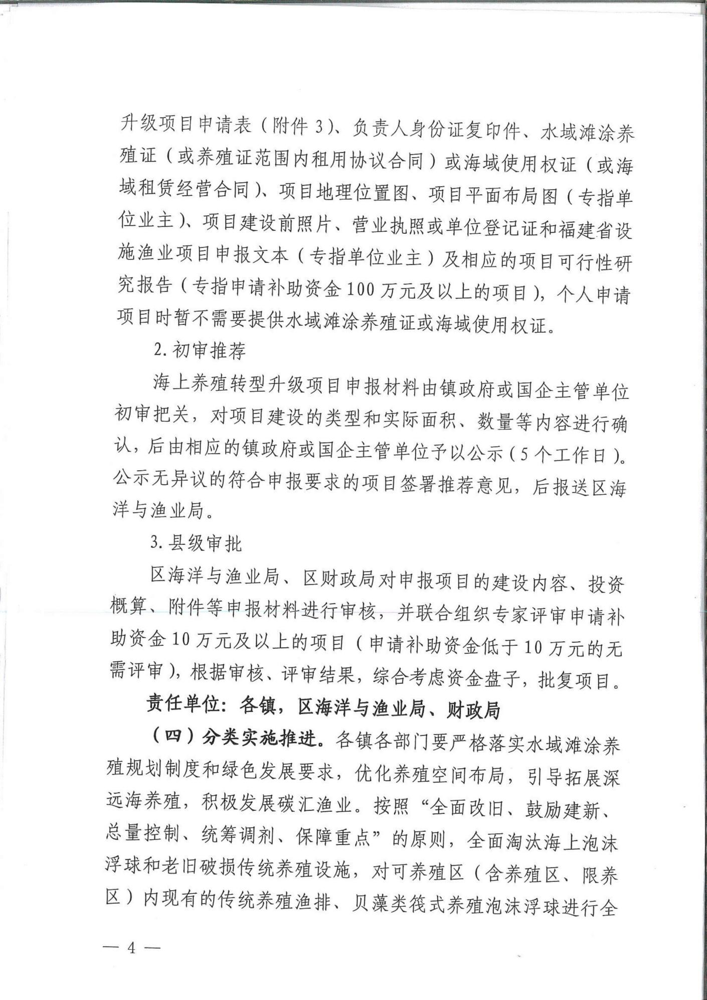 升级项目申请表（附件 3）、负责人身份证复印件、水域滩涂养
殖证（或养殖证范围内租用协议合同）或海域使用权证（或海
域租赁经营合同）、项目地理位置图、项目平面布局图（专指单
位业主）、项目建设前照片、营业执照或单位登记证和福建省设
施渔业项目申报文本（专指单位业主）及相应的项目可行性研
究报告（专指申请补助资金 100 万元及以上的项目），个人申请
项目时暂不需要提供水域滩涂养殖证或海域使用权证。
2. 初审推荐
海上养殖转型升级项目申报材料由镇政府或国企主管单位
初审把关，对项目建设的类型和实际面积、数量等内容进行确
认，后由相应的镇政府或国企主管单位予以公示（5 个工作日）。
公示无异议的符合申报要求的项目签署推荐意见，后报送区海
洋与渔业局。
3. 县级审批
区海洋与渔业局、区财政局对申报项目的建设内容、投资
概算、附件等申报材料进行审核，并联合组织专家评审申请补
助资金 10 万元及以上的项目（申请补助资金低于 10 万元的无
需评审），根据审核、评审结果，综合考虑资金盘子，批复项目。
责任单位：各镇，区海洋与渔业局、财政局
（四）分类实施推进。各镇各部门要严格落实水域滩涂养
殖规划制度和绿色发展要求，优化养殖空间布局，引导拓展深
远海养殖，积极发展碳汇渔业。按照“全面改旧、鼓励建新、
总量控制、统筹调剂、保障重点”的原则，全面淘汰海上泡沫
浮球和老旧破损传统养殖设施，对可养殖区（含养殖区、限养
区）内现有的传统养殖渔排、贝藻类筏式养殖泡沫浮球进行全
— 4 —